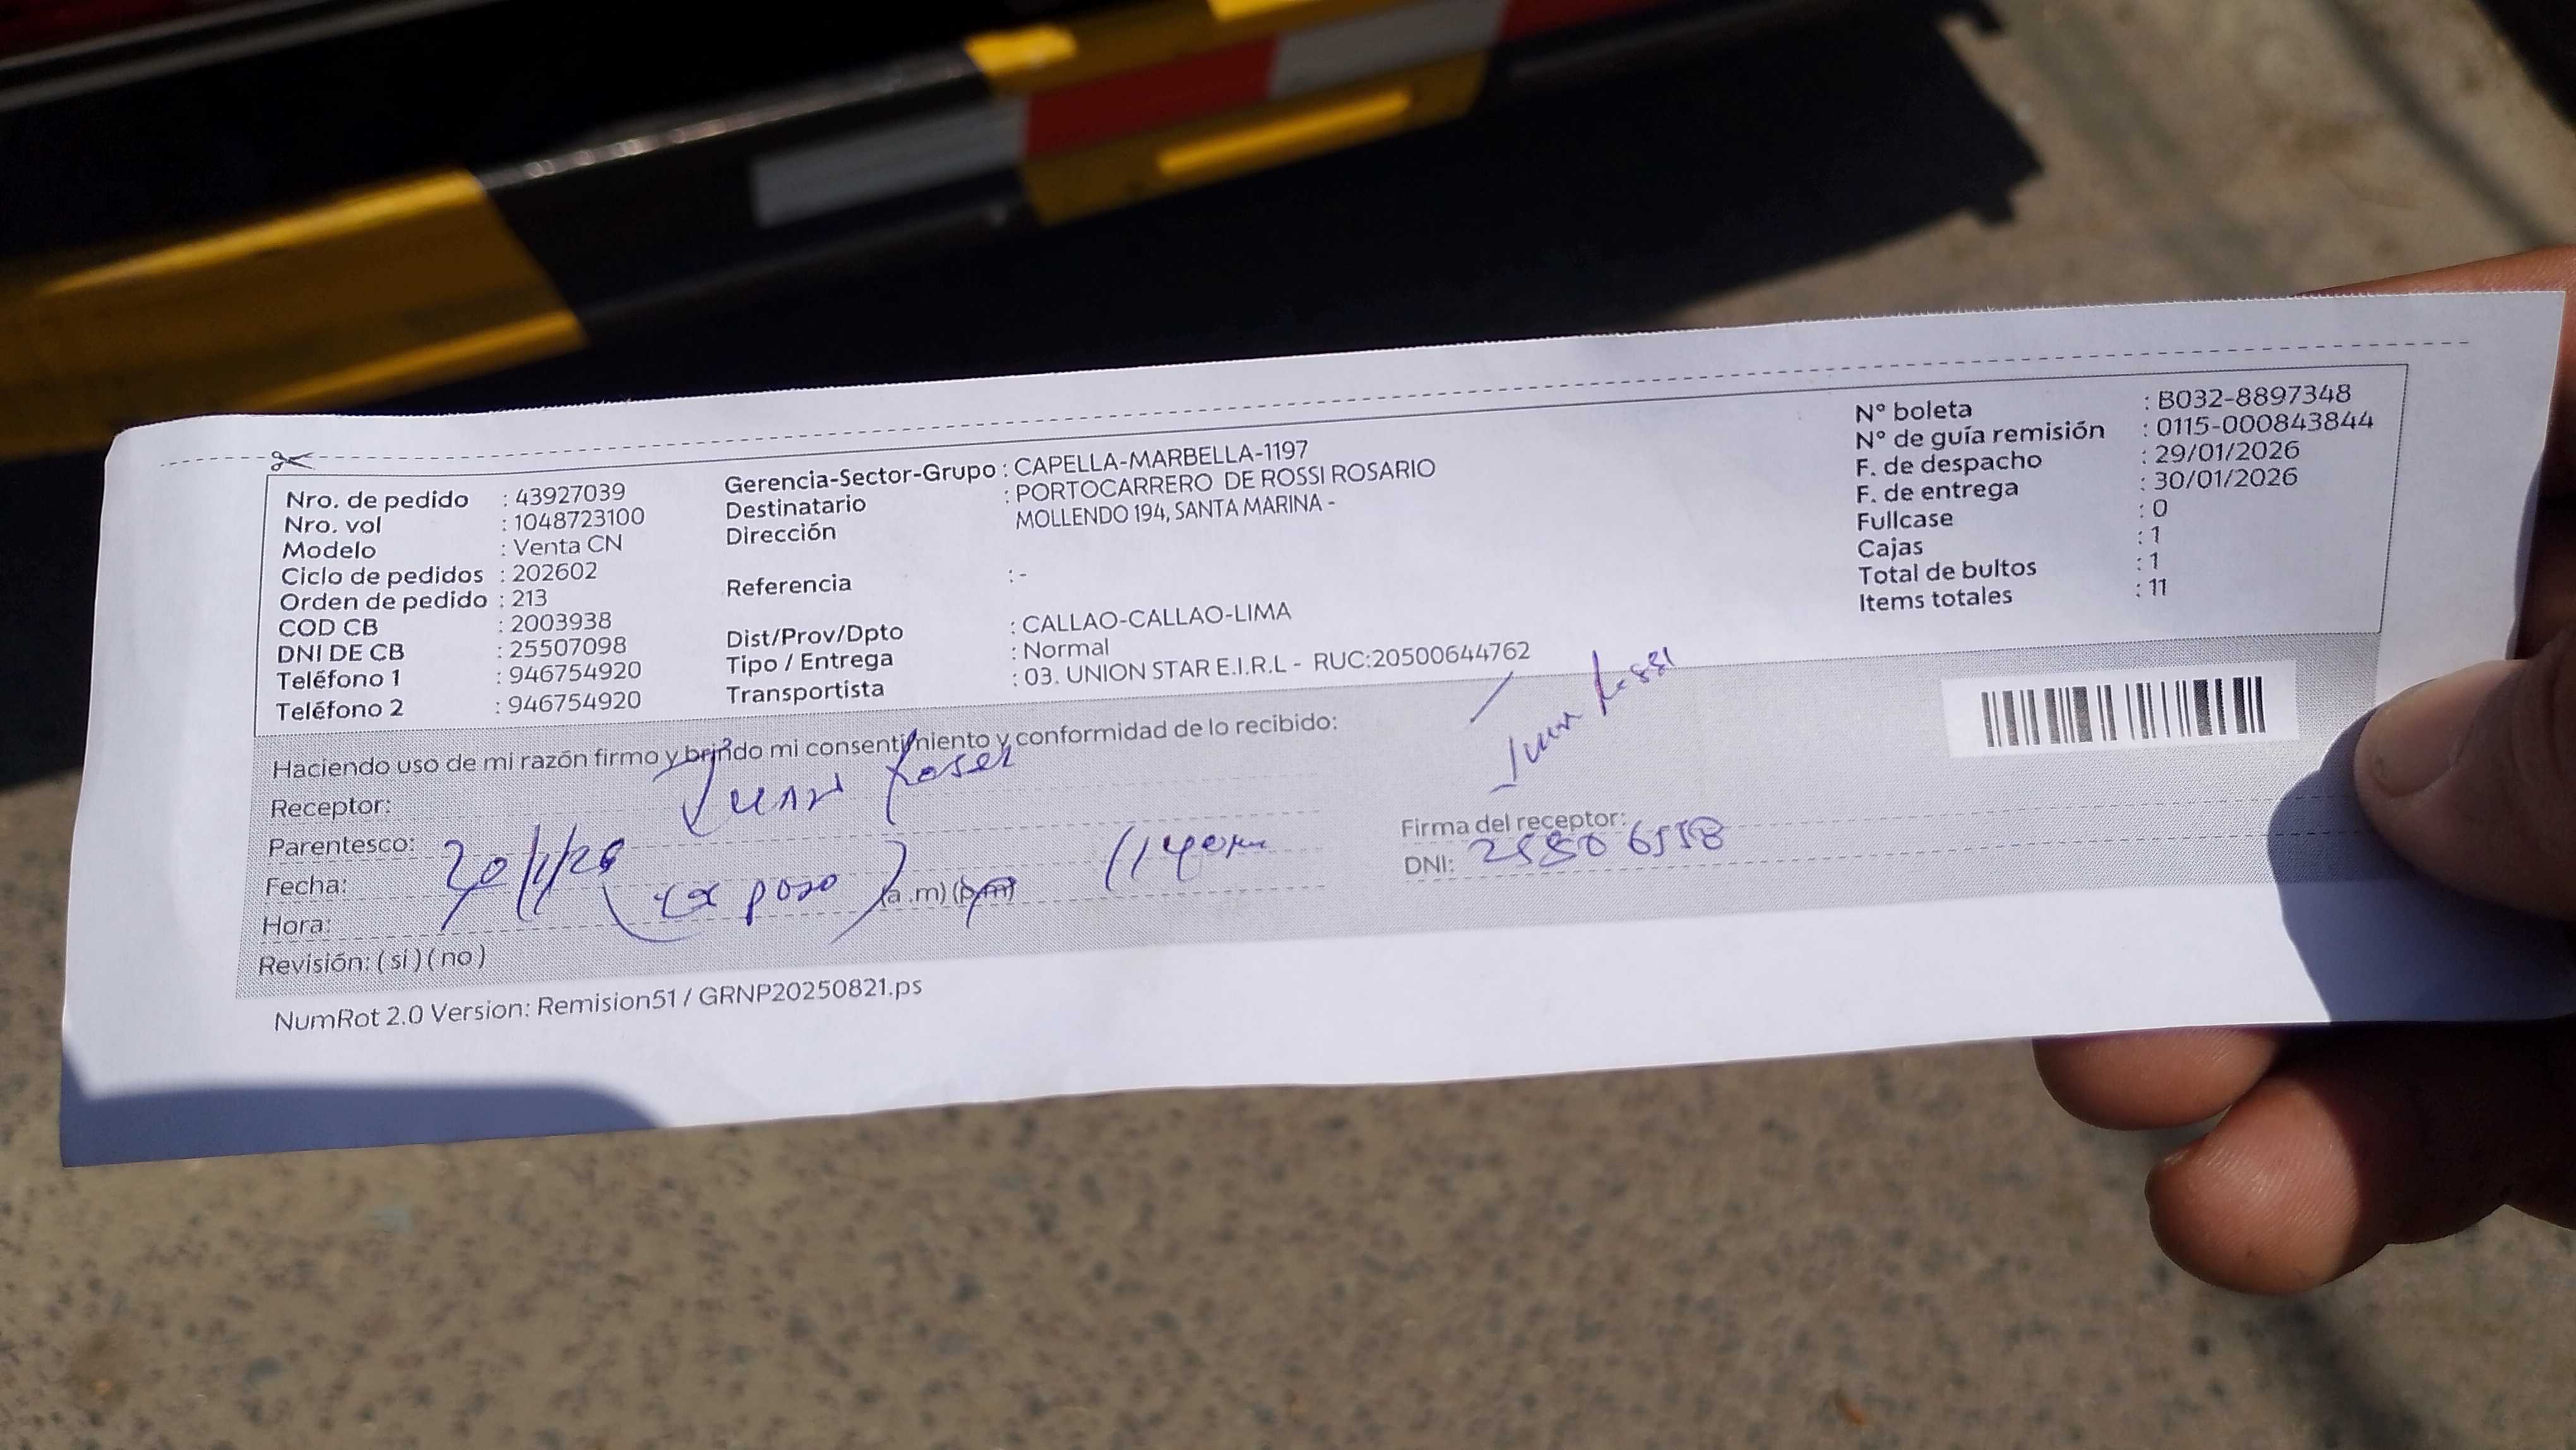 Nro. de pedido : 43927039
Nro. vol : 1048723100
Modelo : Venta CN
Ciclo de pedidos : 202602
Orden de pedido : 213
COD CB : 2003938
DNI DE CB : 25507098
Teléfono 1 : 946754920
Teléfono 2 : 946754920
Gerencia-Sector-Grupo : CAPELLA-MARBELLA-1197
Destinatario : PORTOCARRERO DE ROSSI ROSARIO
Dirección MOLLENDO 194, SANTA MARINA -
Referencia : -
Dist/Prov/Dpto : CALLAO-CALLAO-LIMA
Tipo / Entrega : Normal
Transportista : 03. UNION STAR E.I.R.L - RUC:20500644762
N° boleta : B032-8897348
N° de guía remisión : 0115-000843844
F. de despacho : 29/01/2026
F. de entrega : 30/01/2026
Fullcase : 0
Cajas : 1
Total de bultos : 1
Items totales : 11
Haciendo uso de mi razón firmo y brindo mi consentimiento y conformidad de lo recibido:
Receptor:
Juan Rossi
Parentesco:
Fecha:
Hora: (a.m) (p.m)
Revisión: ( si ) ( no )
Juan Rossi
Firma del receptor:
DNI:
NumRot 2.0 Version: Remision51 / GRNP20250821.ps